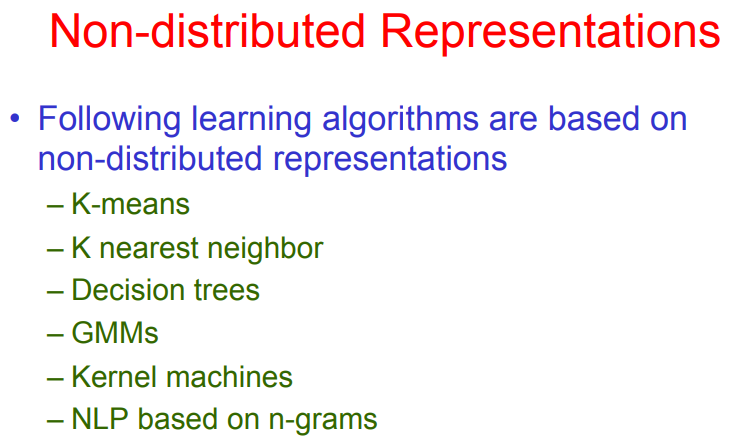 Non-distributed Representations
• Following learning algorithms are based on
non-distributed representations
– K-means
– K nearest neighbor
– Decision trees
– GMMs
– Kernel machines
– NLP based on n-grams